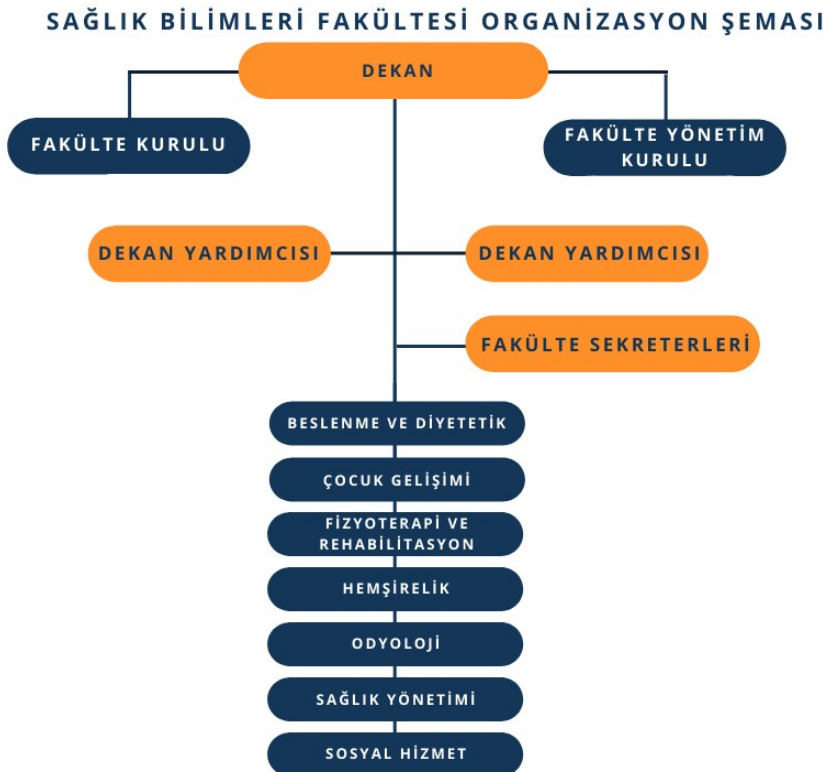 SAĞLIK BİLİMLERİ FAKÜLTESİ ORGANİZASYON ŞEMASI
DEKAN
FAKÜLTE KURULU
FAKÜLTE YÖNETİM
KURULU
DEKAN YARDIMCISI
DEKAN YARDIMCISI
FAKÜLTE SEKRETERLERİ
BESLENME VE DİYETETİK
ÇOCUK GELİŞİMİ
FİZYOTERAPİ VE
REHABİLİTASYON
HEMŞİRELİK
ODYOLOJİ
SAĞLIK YÖNETİMİ
SOSYAL HİZMET